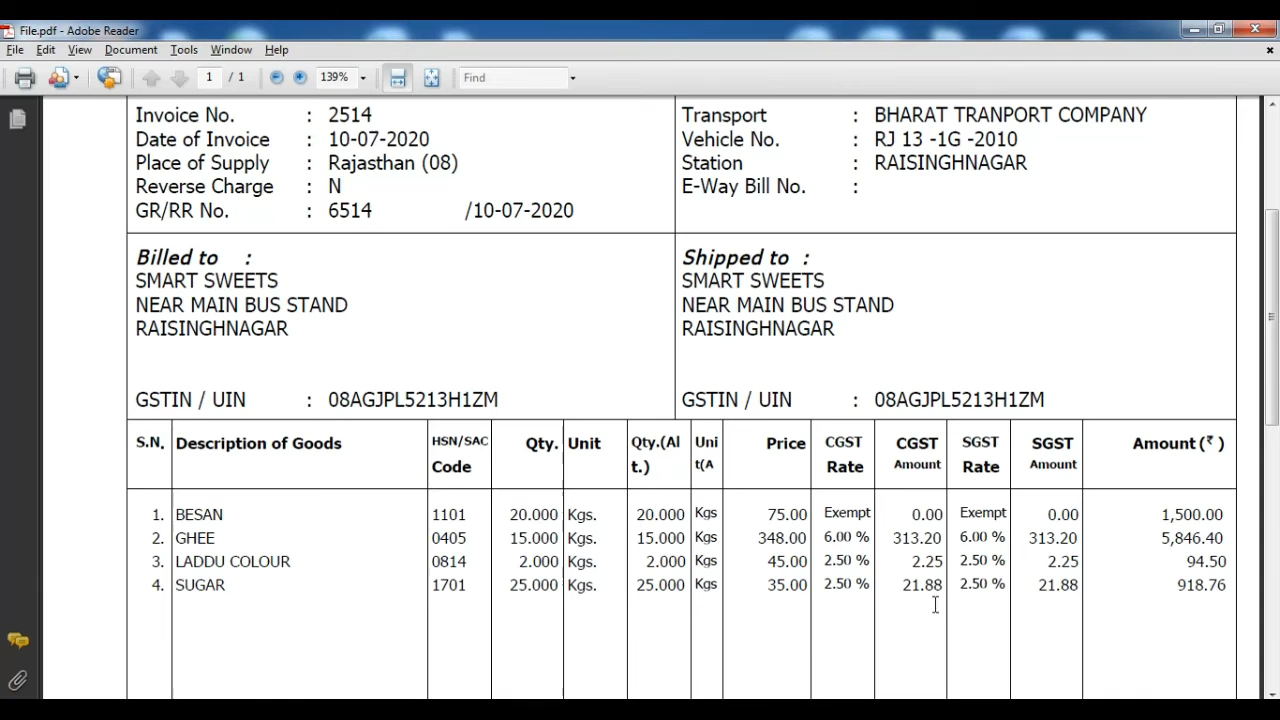 File.pdf - Adobe Reader
File Edit View Document Tools Window Help
1 / 1 139% Find
Invoice No. : 2514
Date of Invoice : 10-07-2020
Place of Supply : Rajasthan (08)
Reverse Charge : N
GR/RR No. : 6514 /10-07-2020
Transport : BHARAT TRANPORT COMPANY
Vehicle No. : RJ 13 -1G -2010
Station : RAISINGHNAGAR
E-Way Bill No. :
Billed to :
SMART SWEETS
NEAR MAIN BUS STAND
RAISINGHNAGAR
GSTIN / UIN : 08AGJPL5213H1ZM
Shipped to :
SMART SWEETS
NEAR MAIN BUS STAND
RAISINGHNAGAR
GSTIN / UIN : 08AGJPL5213H1ZM
S.N. Description of Goods HSN/SAC Qty. Unit Qty.(Al Uni Price CGST CGST SGST SGST Amount (₹ )
Code t.) t(A Rate Amount Rate Amount
1. BESAN 1101 20.000 Kgs. 20.000 Kgs 75.00 Exempt 0.00 Exempt 0.00 1,500.00
2. GHEE 0405 15.000 Kgs. 15.000 Kgs 348.00 6.00 % 313.20 6.00 % 313.20 5,846.40
3. LADDU COLOUR 0814 2.000 Kgs. 2.000 Kgs 45.00 2.50 % 2.25 2.50 % 2.25 94.50
4. SUGAR 1701 25.000 Kgs. 25.000 Kgs 35.00 2.50 % 21.88 2.50 % 21.88 918.76